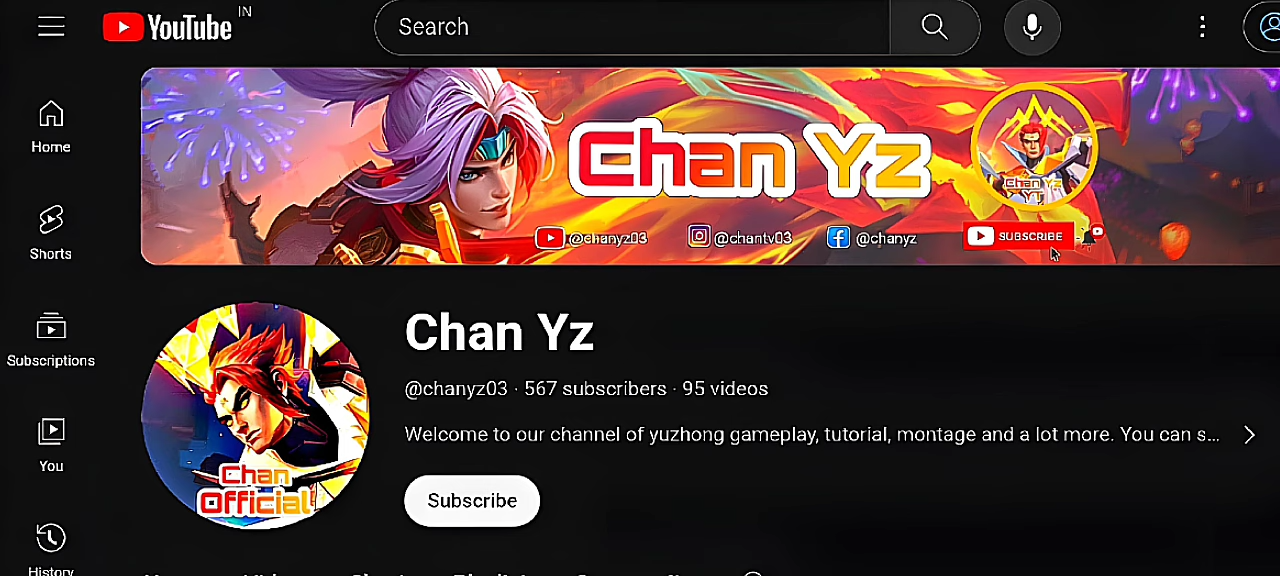 YouTube IN
Search
Home
Shorts
Subscriptions
You
History
Chan Yz
Chan Yz
YT
@chanyz03
@chantv03
@chanyz
SUBSCRIBE
Chan
Official
Chan Yz
@chanyz03 · 567 subscribers · 95 videos
Welcome to our channel of yuzhong gameplay, tutorial, montage and a lot more. You can s...
Subscribe